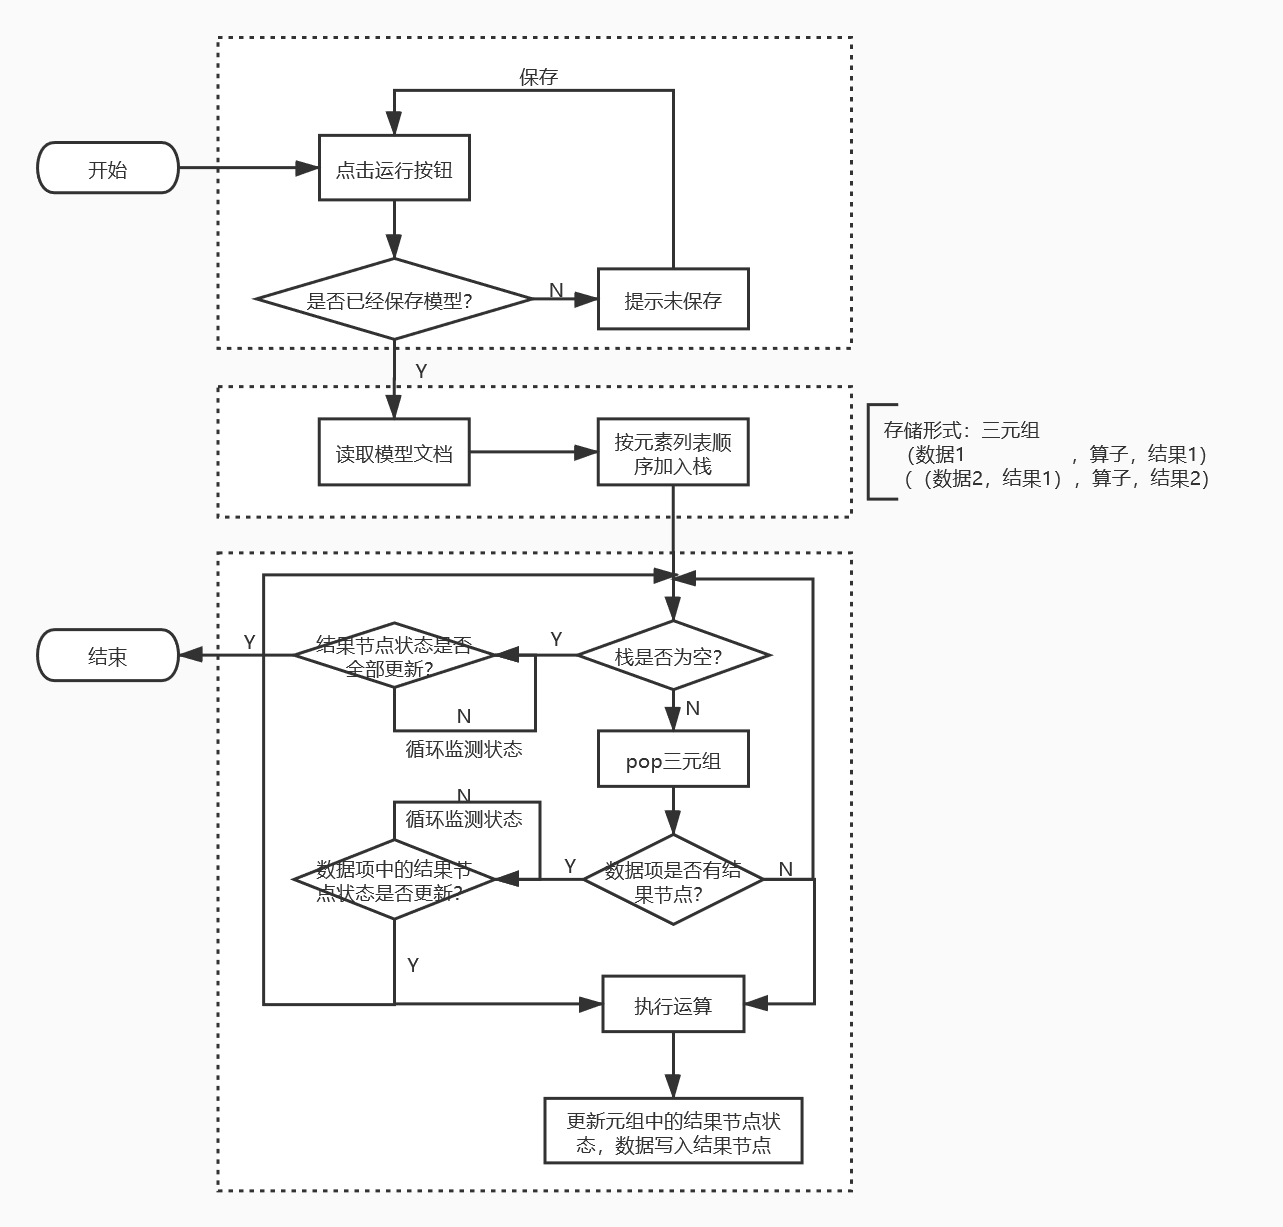 保存
开始
点击运行按钮
是否已经保存模型？
N
提示未保存
Y
读取模型文档
按元素列表顺
序加入栈
存储形式：三元组
（数据1 ，算子，结果1）
（（数据2，结果1），算子，结果2）
结束
Y
结果节点状态是否
全部更新？
Y
栈是否为空？
N
循环监测状态
N
pop三元组
N
循环监测状态
数据项中的结果节
点状态是否更新？
Y
数据项是否有结
果节点？
N
Y
执行运算
更新元组中的结果节点状
态，数据写入结果节点